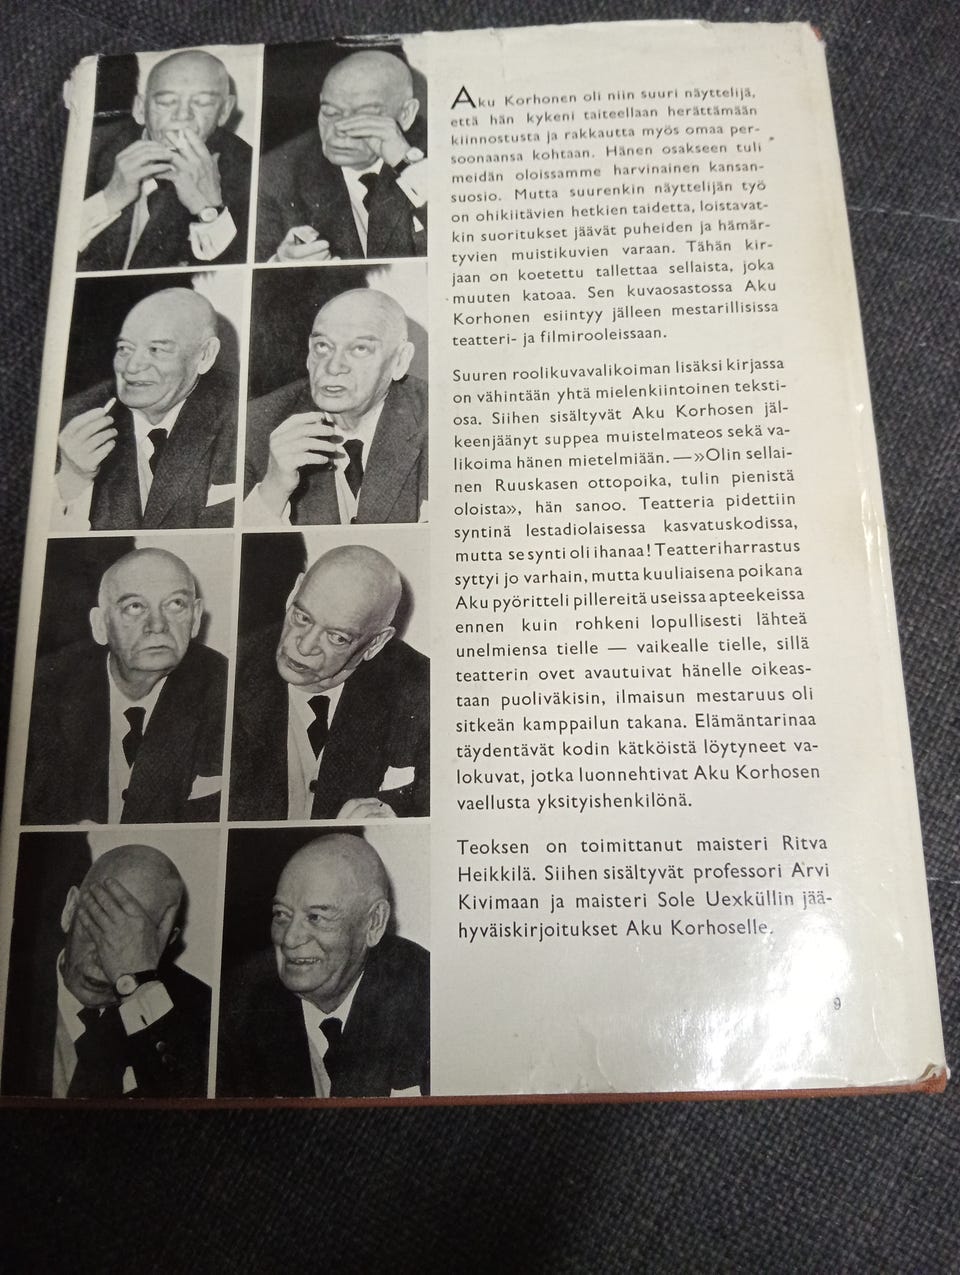 Aku Korhonen oli niin suuri näyttelijä,
että hän kykeni taiteellaan herättämään
kiinnostusta ja rakkautta myös omaa per-
soonaansa kohtaan. Hänen osakseen tuli
meidän oloissamme harvinainen kansan-
suosio. Mutta suurenkin näyttelijän työ
on ohikiitävien hetkien taidetta, loistavat-
kin suoritukset jäävät puheiden ja hämär-
tyvien muistikuvien varaan. Tähän kir-
jaan on koetettu tallettaa sellaista, joka
muuten katoaa. Sen kuvaosastossa Aku
Korhonen esiintyy jälleen mestarillisissa
teatteri- ja filmirooleissaan.
Suuren roolikuvavalikoiman lisäksi kirjassa
on vähintään yhtä mielenkiintoinen teksti-
osa. Siihen sisältyvät Aku Korhosen jäl-
keenjäänyt suppea muistelmateos sekä va-
likoima hänen mietelmiään. — »Olin sellai-
nen Ruuskasen ottopoika, tulin pienistä
oloista», hän sanoo. Teatteria pidettiin
syntinä lestadiolaisessa kasvatuskodissa,
mutta se synti oli ihanaa! Teatteriharrastus
syttyi jo varhain, mutta kuuliaisena poikana
Aku pyöritteli pillereitä useissa apteekeissa
ennen kuin rohkeni lopullisesti lähteä
unelmiensa tielle — vaikealle tielle, sillä
teatterin ovet avautuivat hänelle oikeas-
taan puoliväkisin, ilmaisun mestaruus oli
sitkeän kamppailun takana. Elämäntarinaa
täydentävät kodin kätköistä löytyneet va-
lokuvat, jotka luonnehtivat Aku Korhosen
vaellusta yksityishenkilönä.
Teoksen on toimittanut maisteri Ritva
Heikkilä. Siihen sisältyvät professori Arvi
Kivimaan ja maisteri Sole Uexküllin jää-
hyväiskirjoitukset Aku Korhoselle.
9